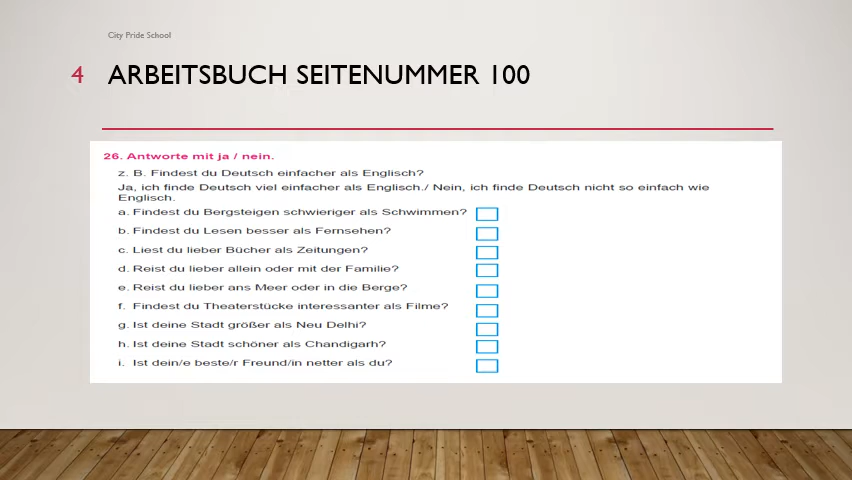 City Pride School
4 ARBEITSBUCH SEITENUMMER 100
26. Antworte mit ja / nein.
z. B. Findest du Deutsch einfacher als Englisch?
Ja, ich finde Deutsch viel einfacher als Englisch./ Nein, ich finde Deutsch nicht so einfach wie
Englisch.
a. Findest du Bergsteigen schwieriger als Schwimmen?
b. Findest du Lesen besser als Fernsehen?
c. Liest du lieber Bücher als Zeitungen?
d. Reist du lieber allein oder mit der Familie?
e. Reist du lieber ans Meer oder in die Berge?
f. Findest du Theaterstücke interessanter als Filme?
g. Ist deine Stadt größer als Neu Delhi?
h. Ist deine Stadt schöner als Chandigarh?
i. Ist dein/e beste/r Freund/in netter als du?